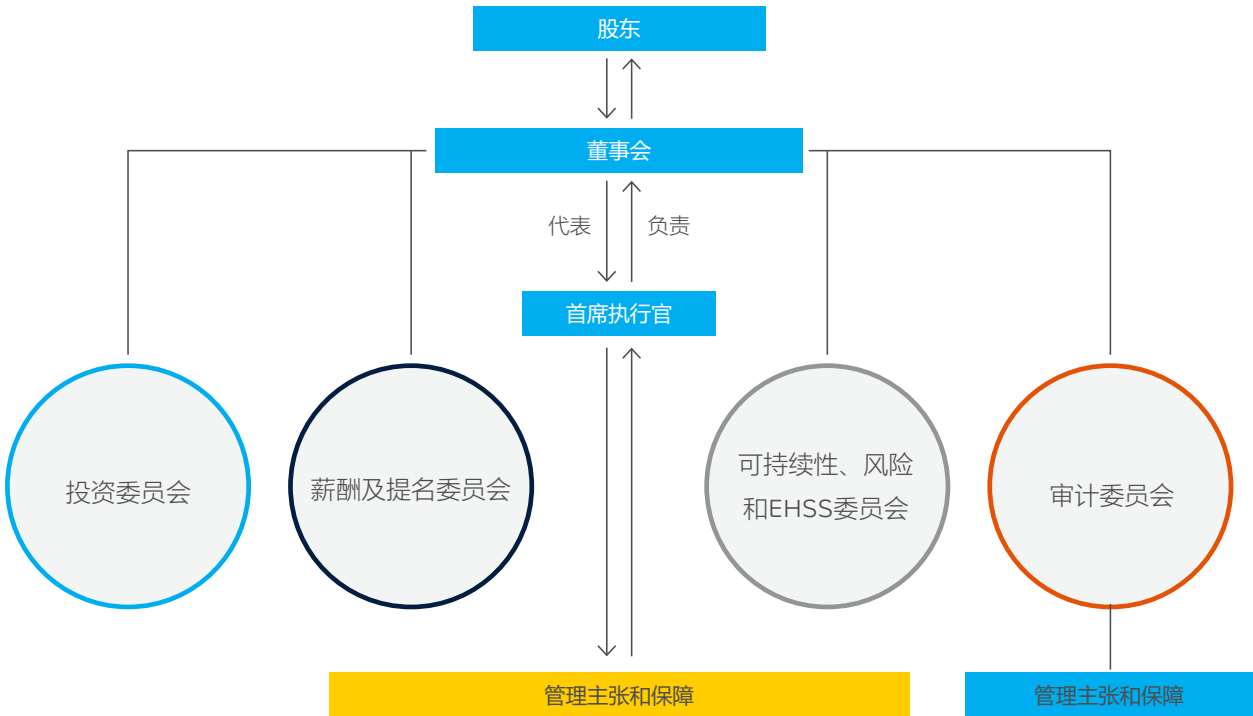 股东
董事会
代表
负责
首席执行官
投资委员会
薪酬及提名委员会
可持续性、风险
和EHSS委员会
审计委员会
管理主张和保障
管理主张和保障